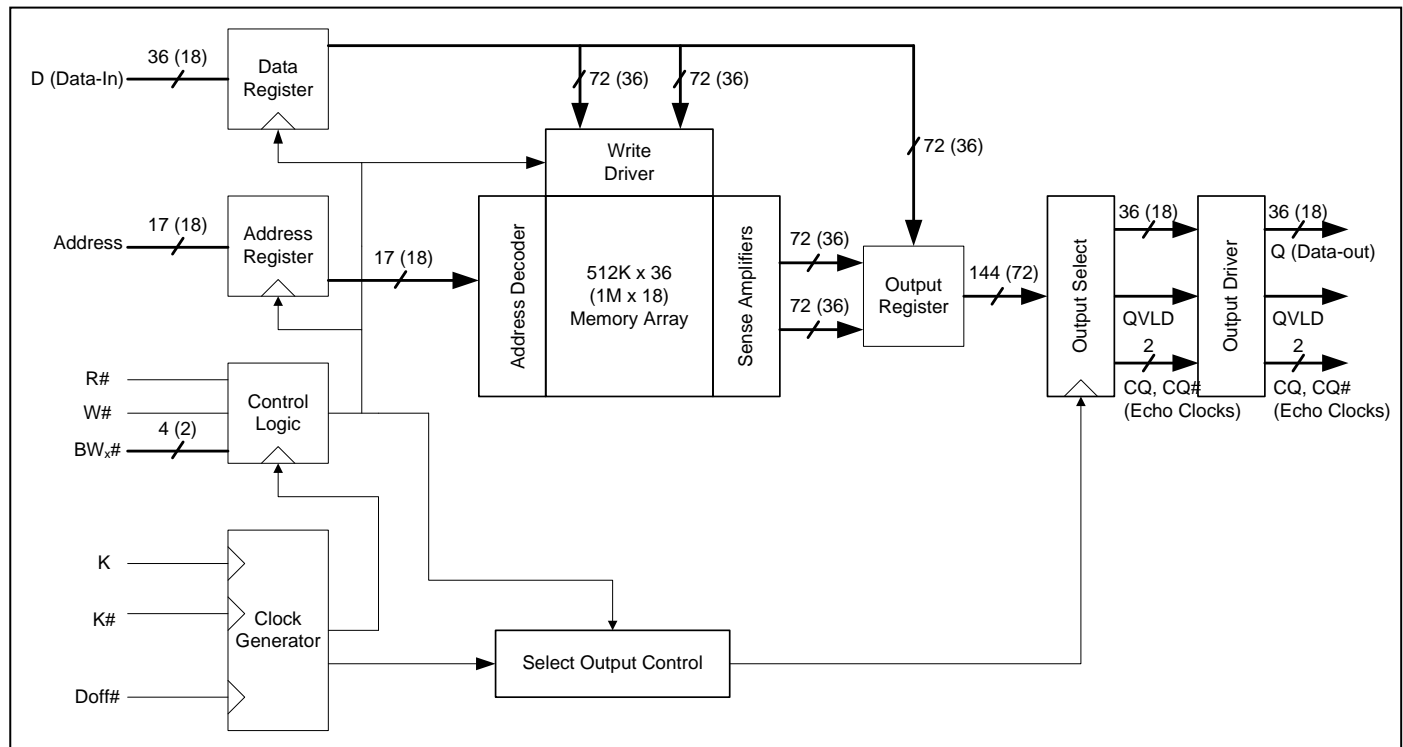 D (Data-In)
36 (18)
Data
Register
72 (36)
72 (36)
72 (36)
Write
Driver
Address
17 (18)
Address
Register
17 (18)
Address Decoder
512K x 36
(1M x 18)
Memory Array
Sense Amplifiers
72 (36)
72 (36)
Output
Register
144 (72)
Output Select
36 (18)
QVLD
2
CQ, CQ#
(Echo Clocks)
Output Driver
36 (18)
Q (Data-out)
QVLD
2
CQ, CQ#
(Echo Clocks)
R#
W#
BWx#
4 (2)
Control
Logic
K
K#
Doff#
Clock
Generator
Select Output Control